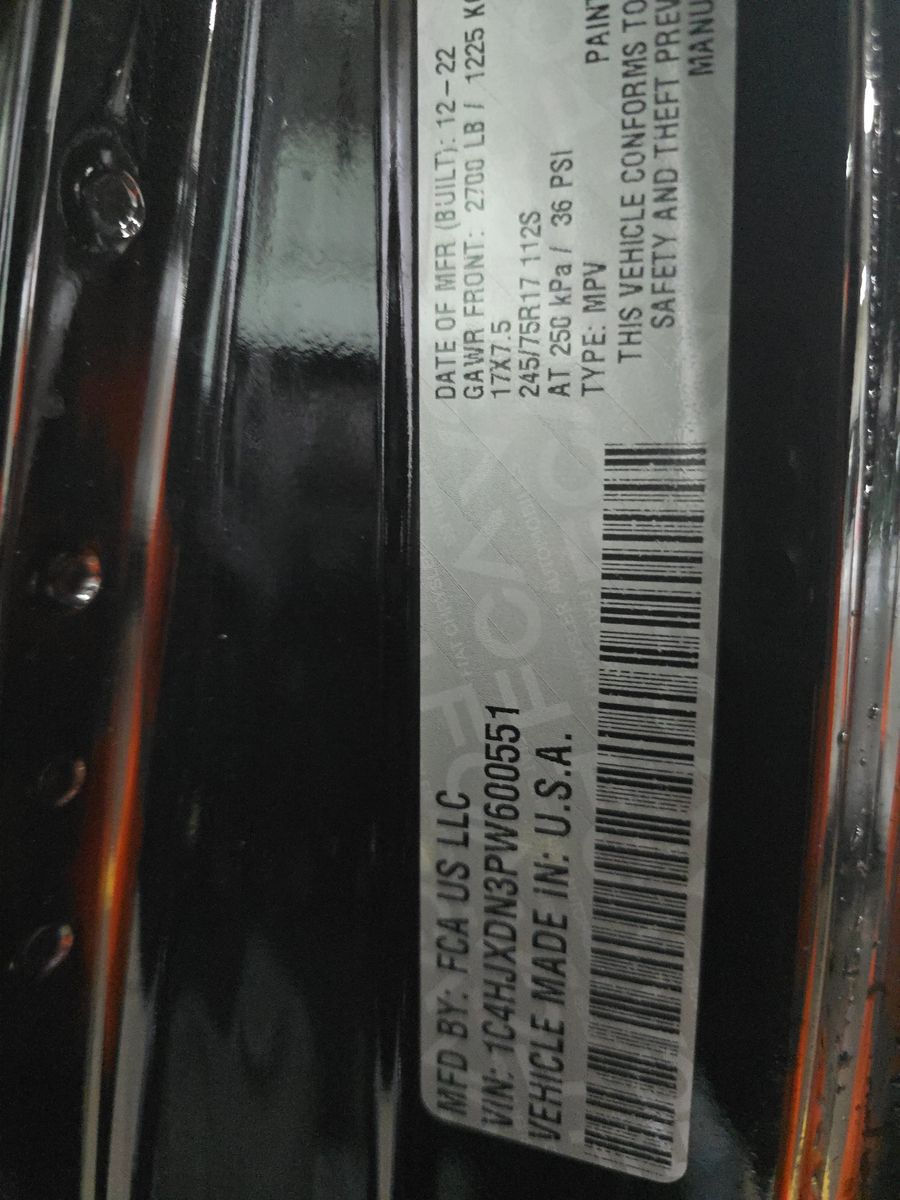 MFD BY: FCA US LLC
VIN: 1C4HJXDN3PW600551
VEHICLE MADE IN: U.S.A.
DATE OF MFR (BUILT): 12-22
GAWR FRONT: 2700 LB / 1225 KG
17X7.5
245/75R17 112S
AT 250 kPa / 36 PSI
TYPE: MPV PAINT
THIS VEHICLE CONFORMS TO
SAFETY AND THEFT PREV
MANU